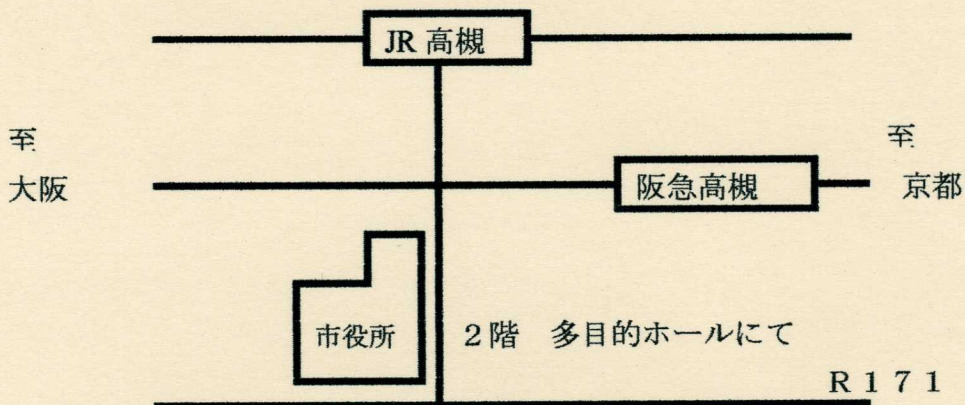 JR 高槻
至
大阪
至
京都
阪急高槻
市役所
２階　多目的ホールにて
Ｒ１７１